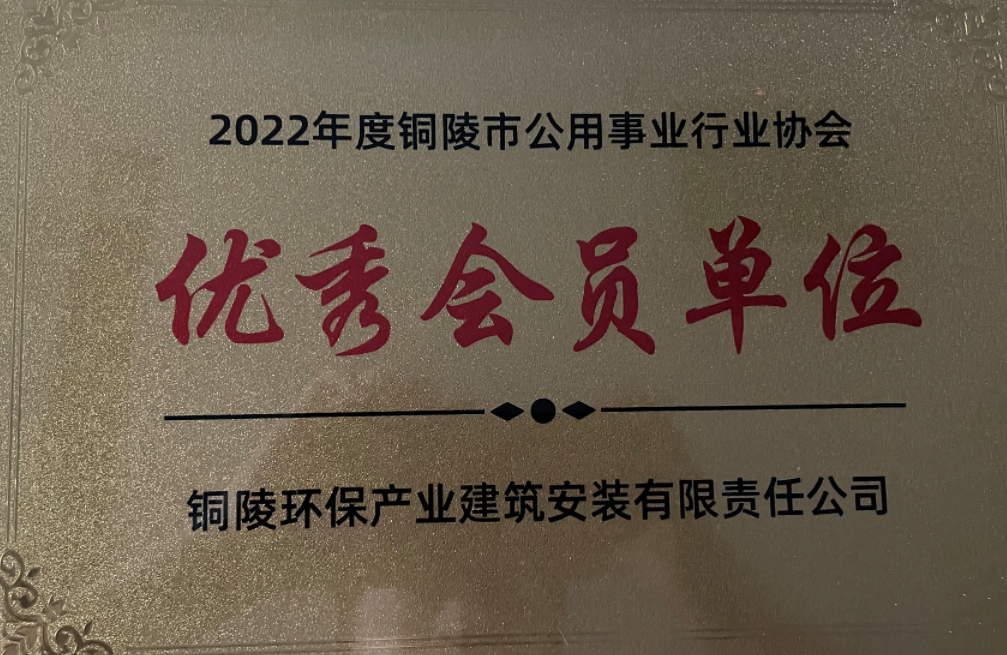 2022年度铜陵市公用事业行业协会
优秀会员单位
铜陵环保产业建筑安装有限责任公司